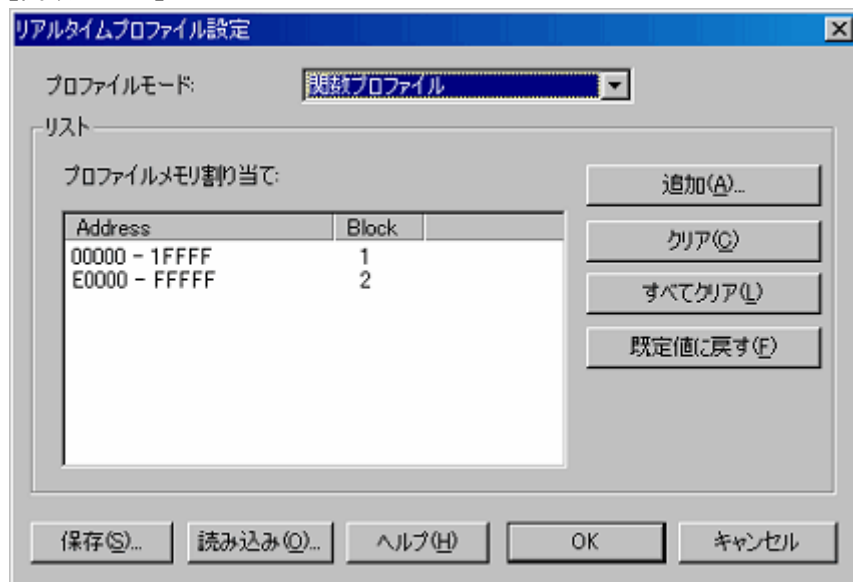 リアルタイムプロファイル設定
プロファイルモード: 関数プロファイル
リスト
プロファイルメモリ割り当て:
Address Block
00000 - 1FFFF 1
E0000 - FFFFF 2
追加(A)...
クリア(C)
すべてクリア(L)
既定値に戻す(F)
保存(S)... 読み込み(O)... ヘルプ(H) OK キャンセル